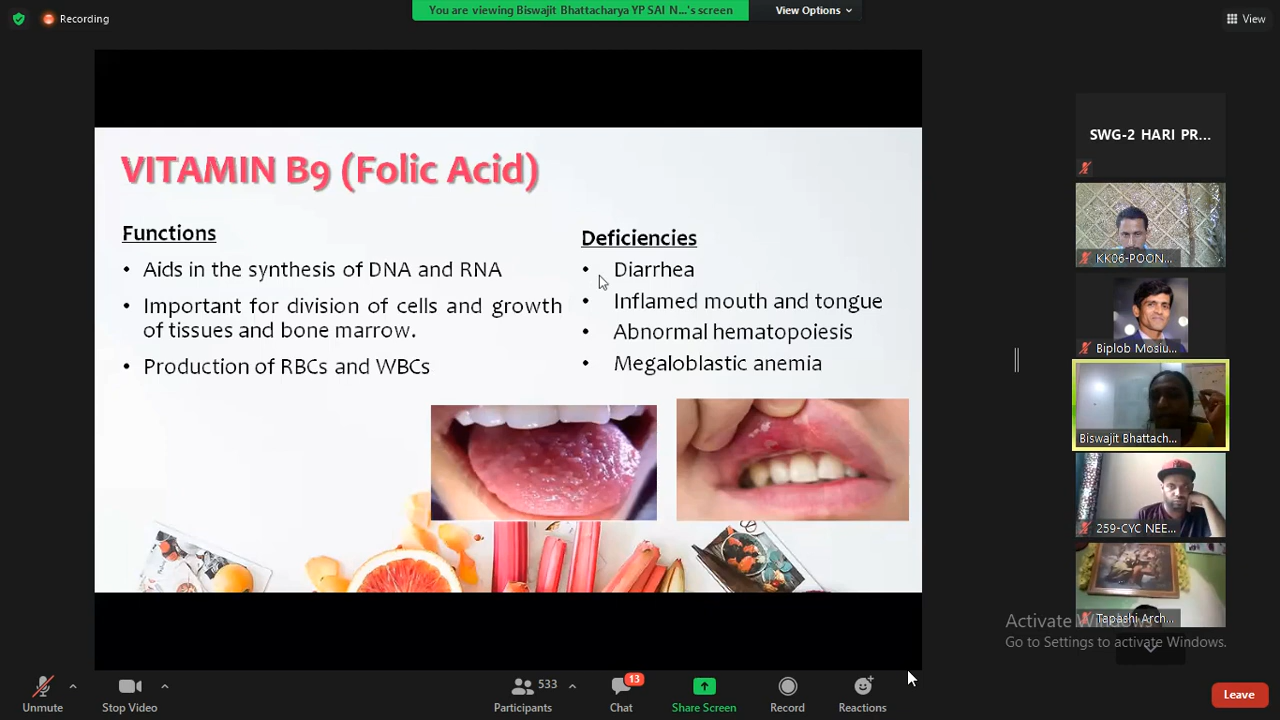 Recording
You are viewing Biswajit Bhattacharya YP SAI N...'s screen
View Options
View
VITAMIN B9 (Folic Acid)
Functions
• Aids in the synthesis of DNA and RNA
• Important for division of cells and growth
of tissues and bone marrow.
• Production of RBCs and WBCs
Deficiencies
• Diarrhea
• Inflamed mouth and tongue
• Abnormal hematopoiesis
• Megaloblastic anemia
SWG-2 HARI PR...
KK06-POON...
Biplob Mosiu...
Biswajit Bhattach...
259-CYC NEE...
Tapashi Arch...
Activate Windows
Go to Settings to activate Windows.
Unmute
Stop Video
533
Participants
13
Chat
Share Screen
Record
Reactions
Leave